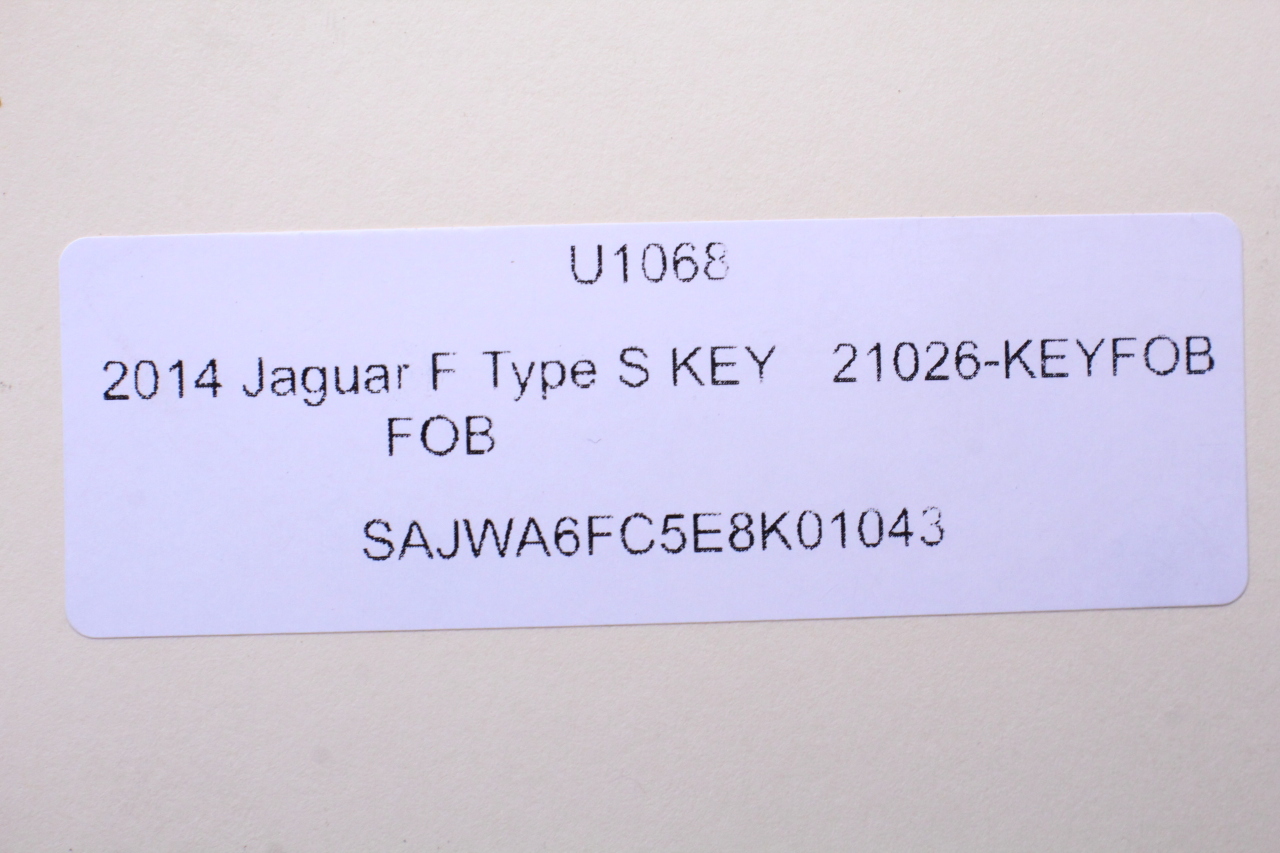 U1068
2014 Jaguar F Type S KEY 21026-KEYFOB
FOB
SAJWA6FC5E8K01043